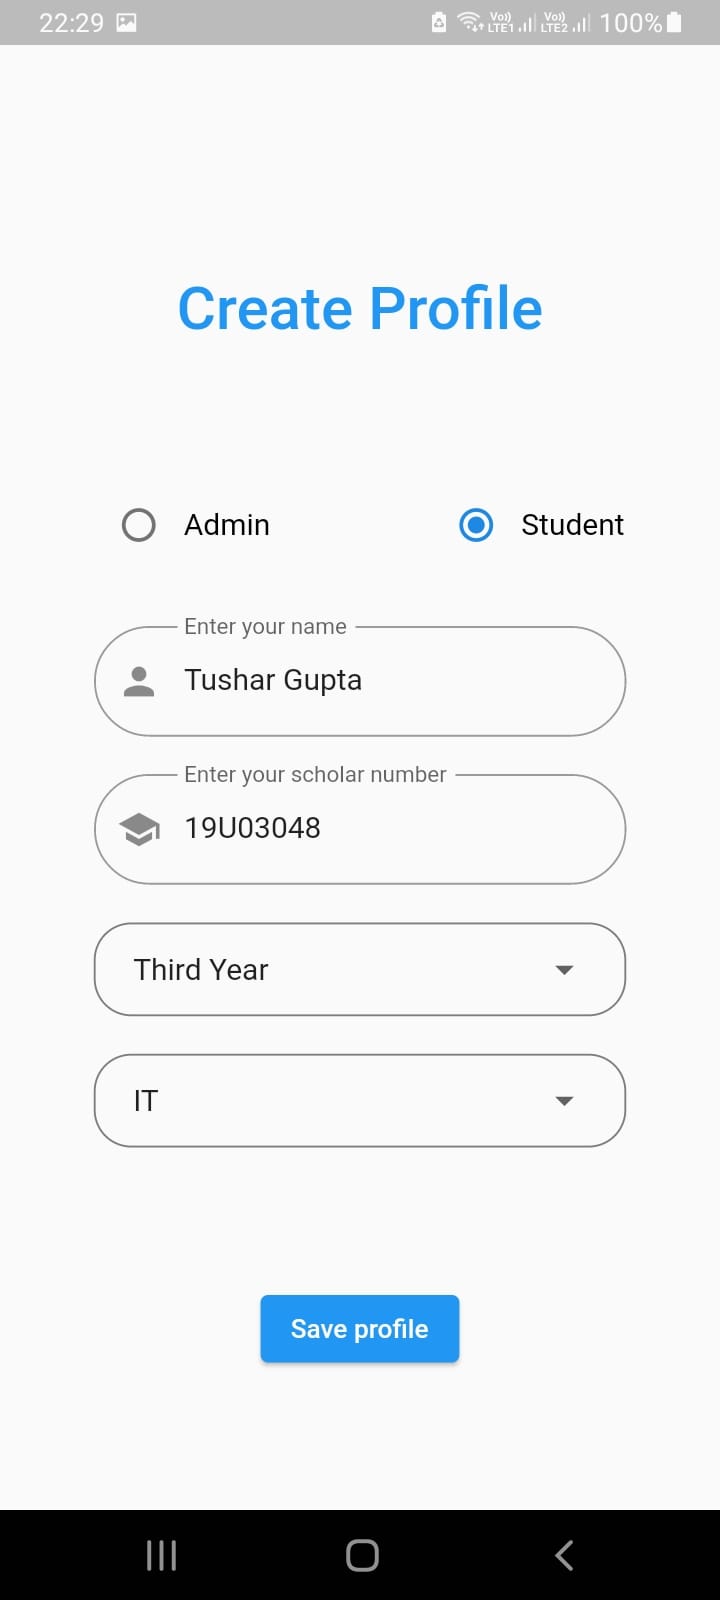 22:29 Vo)) LTE1 Vo)) LTE2 100%
Create Profile
Admin Student
Enter your name
Tushar Gupta
Enter your scholar number
19U03048
Third Year
IT
Save profile